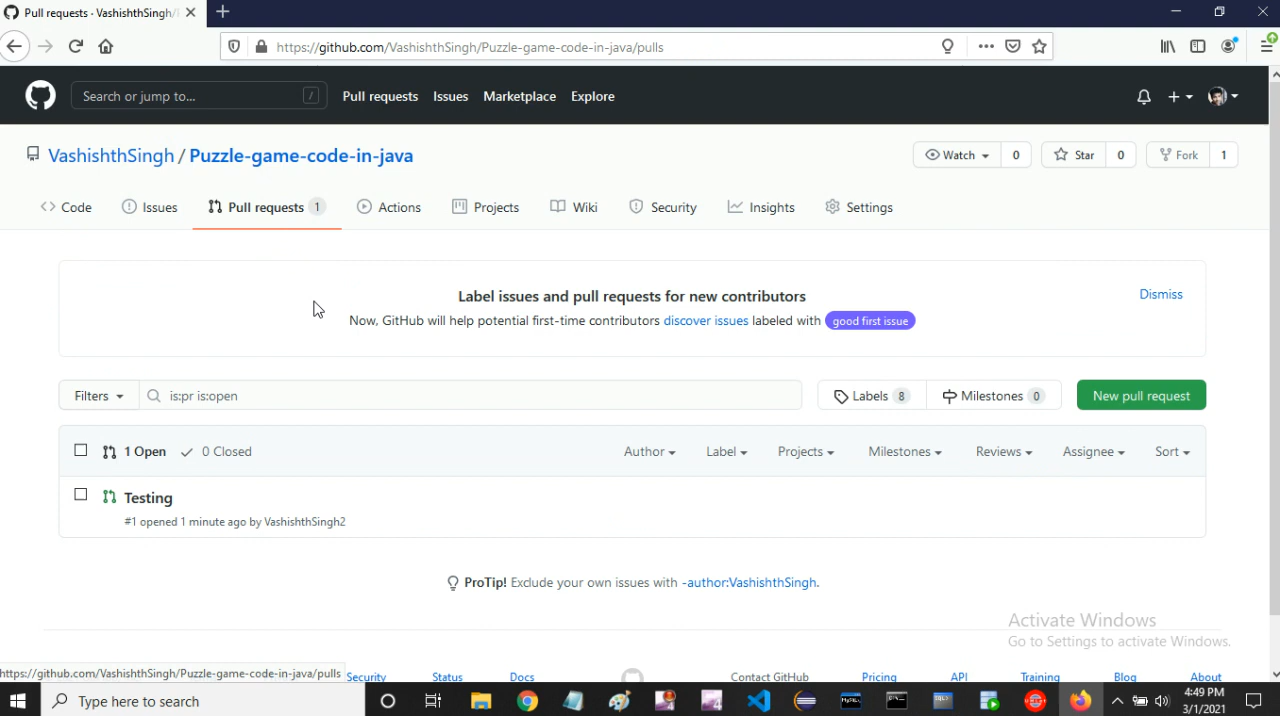 Pull requests · VashishthSingh/
https://github.com/VashishthSingh/Puzzle-game-code-in-java/pulls
Search or jump to... / Pull requests Issues Marketplace Explore
VashishthSingh / Puzzle-game-code-in-java Watch 0 Star 0 Fork 1
Code Issues Pull requests 1 Actions Projects Wiki Security Insights Settings
Label issues and pull requests for new contributors
Dismiss
Now, GitHub will help potential first-time contributors discover issues labeled with good first issue
Filters is:pr is:open Labels 8 Milestones 0 New pull request
1 Open 0 Closed Author Label Projects Milestones Reviews Assignee Sort
Testing
#1 opened 1 minute ago by VashishthSingh2
ProTip! Exclude your own issues with -author:VashishthSingh.
Activate Windows
Go to Settings to activate Windows.
https://github.com/VashishthSingh/Puzzle-game-code-in-java/pulls Security Status Docs Contact GitHub Pricing API Training Blog About
Type here to search
4:49 PM
3/1/2021